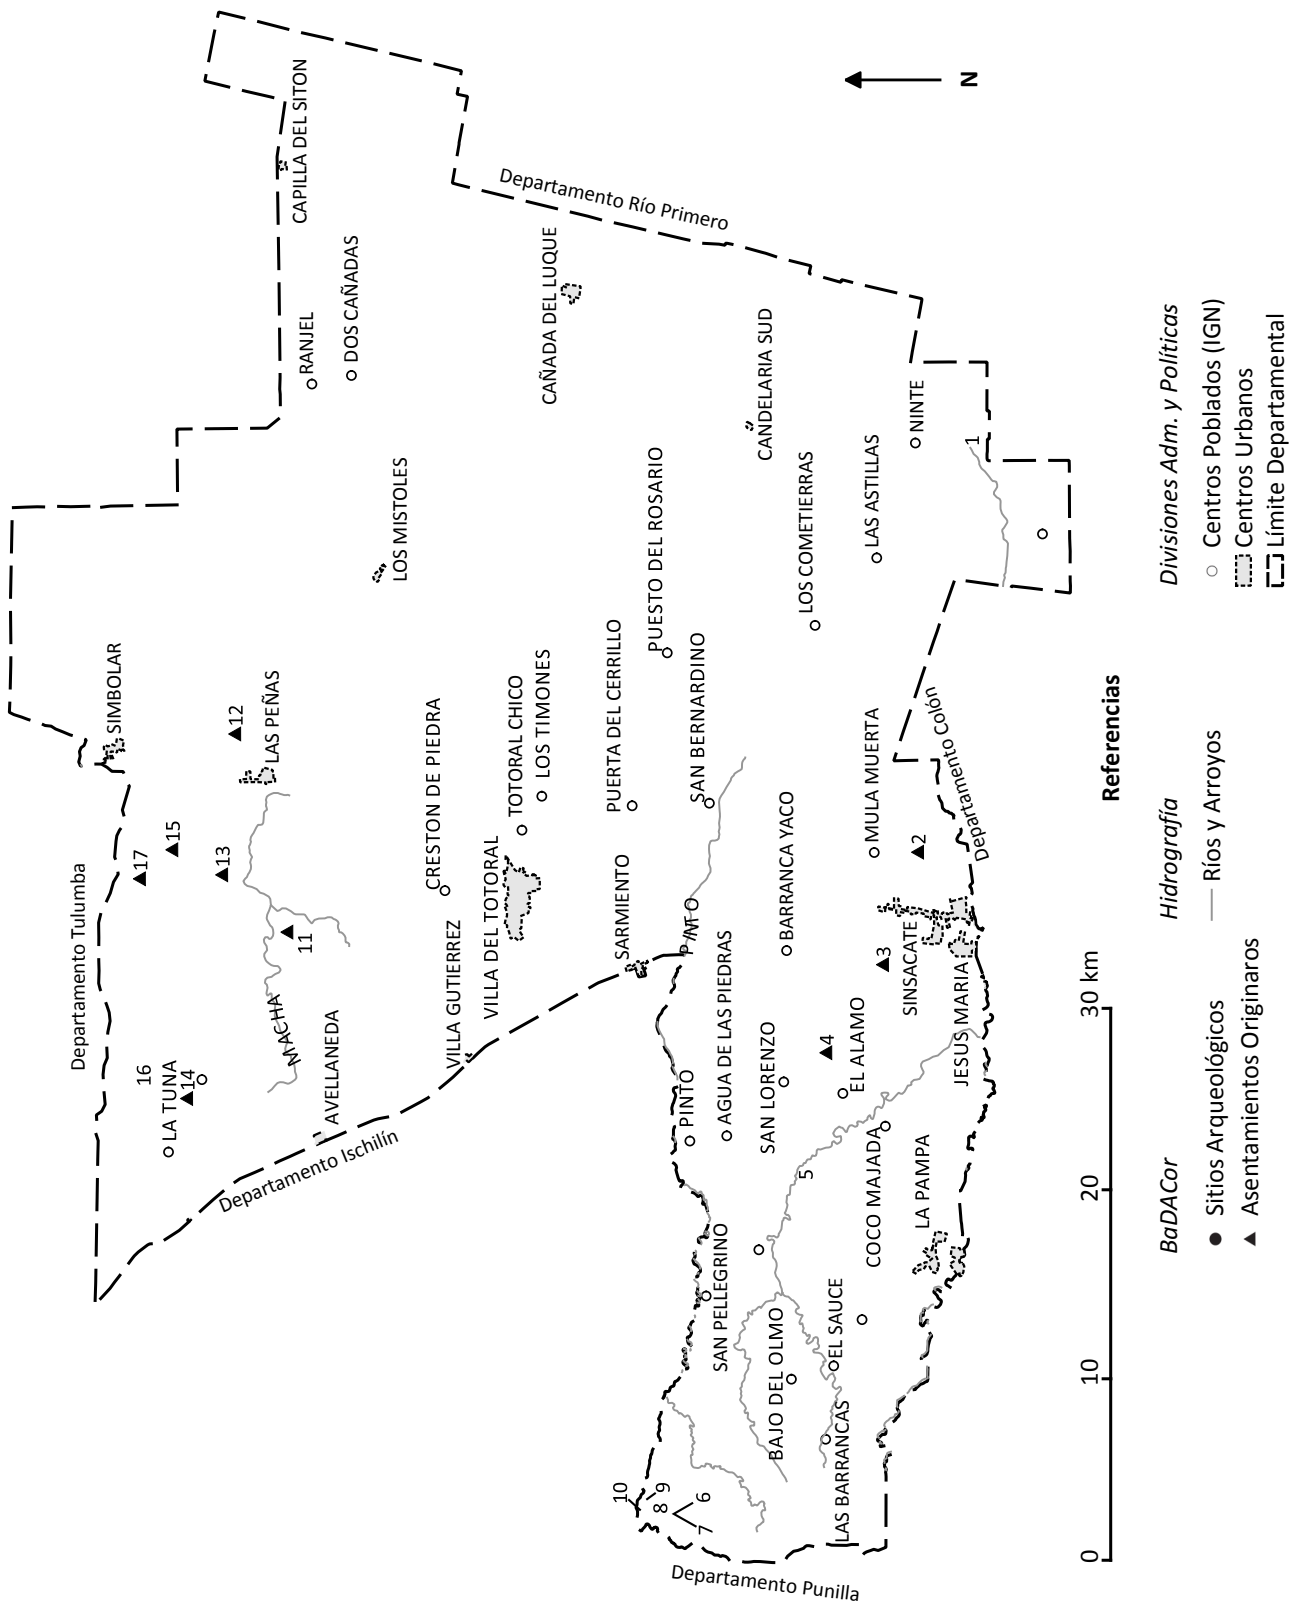 Departamento Tulumba
SIMBOLAR
17
15
12
13
LAS PEÑAS
11
16
LA TUNA
14
MACHA
AVELLANEDA
Departamento Ischilín
CAPILLA DEL SITON
RANJEL
DOS CAÑADAS
LOS MISTOLES
CRESTON DE PIEDRA
VILLA GUTIERREZ
VILLA DEL TOTORAL
TOTORAL CHICO
LOS TIMONES
CAÑADA DEL LUQUE
Departamento Río Primero
N
SARMIENTO
PUERTA DEL CERRILLO
PUESTO DEL ROSARIO
SAN BERNARDINO
PINTO
PINTO
AGUA DE LAS PIEDRAS
SAN LORENZO
BARRANCA YACO
CANDELARIA SUD
LOS COMETIERRAS
LAS ASTILLAS
NINTE
1
MULA MUERTA
2
3
4
EL ALAMO
SINSACATE
JESUS MARIA
Departamento Colón
5
COCO MAJADA
LA PAMPA
SAN PELLEGRINO
BAJO DEL OLMO
EL SAUCE
LAS BARRANCAS
10
9
8
6
7
Departamento Punilla
0
10
20
30 km
Referencias
BaDACor
Sitios Arqueológicos
Asentamientos Originaros
Hidrografía
Ríos y Arroyos
Divisiones Adm. y Políticas
Centros Poblados (IGN)
Centros Urbanos
Límite Departamental